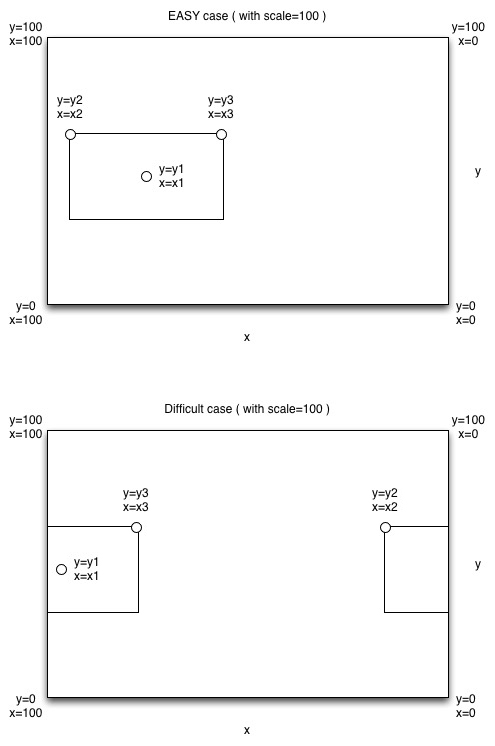 EASY case ( with scale=100 )
y=100
x=100
y=100
x=0
y=y2
x=x2
y=y3
x=x3
y=y1
x=x1
y
y=0
x=100
y=0
x=0
x
Difficult case ( with scale=100 )
y=100
x=100
y=100
x=0
y=y3
x=x3
y=y2
x=x2
y=y1
x=x1
y
y=0
x=100
y=0
x=0
x